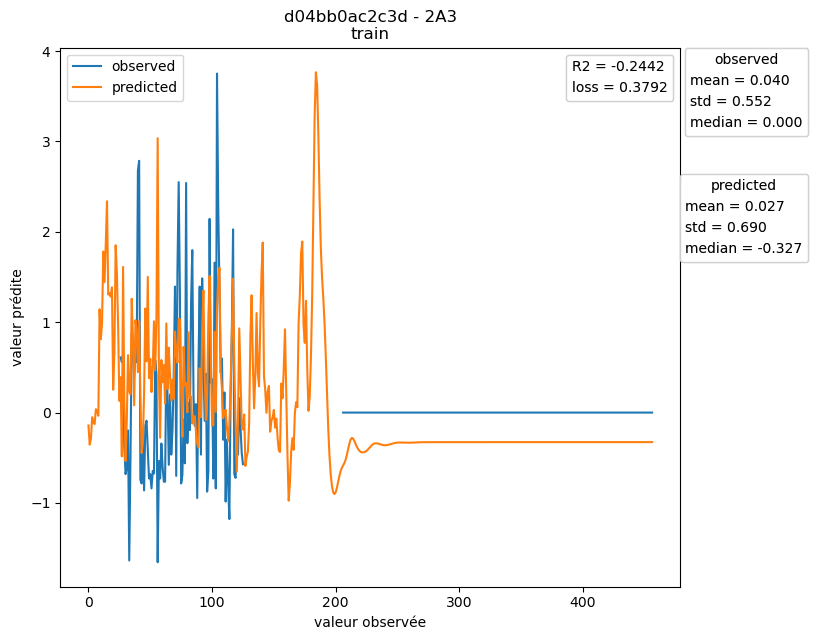 d04bb0ac2c3d - 2A3
train
observed
predicted
R2 = -0.2442
loss = 0.3792
observed
mean = 0.040
std = 0.552
median = 0.000
predicted
mean = 0.027
std = 0.690
median = -0.327
valeur prédite
4
3
2
1
0
−1
0
100
200
300
400
valeur observée